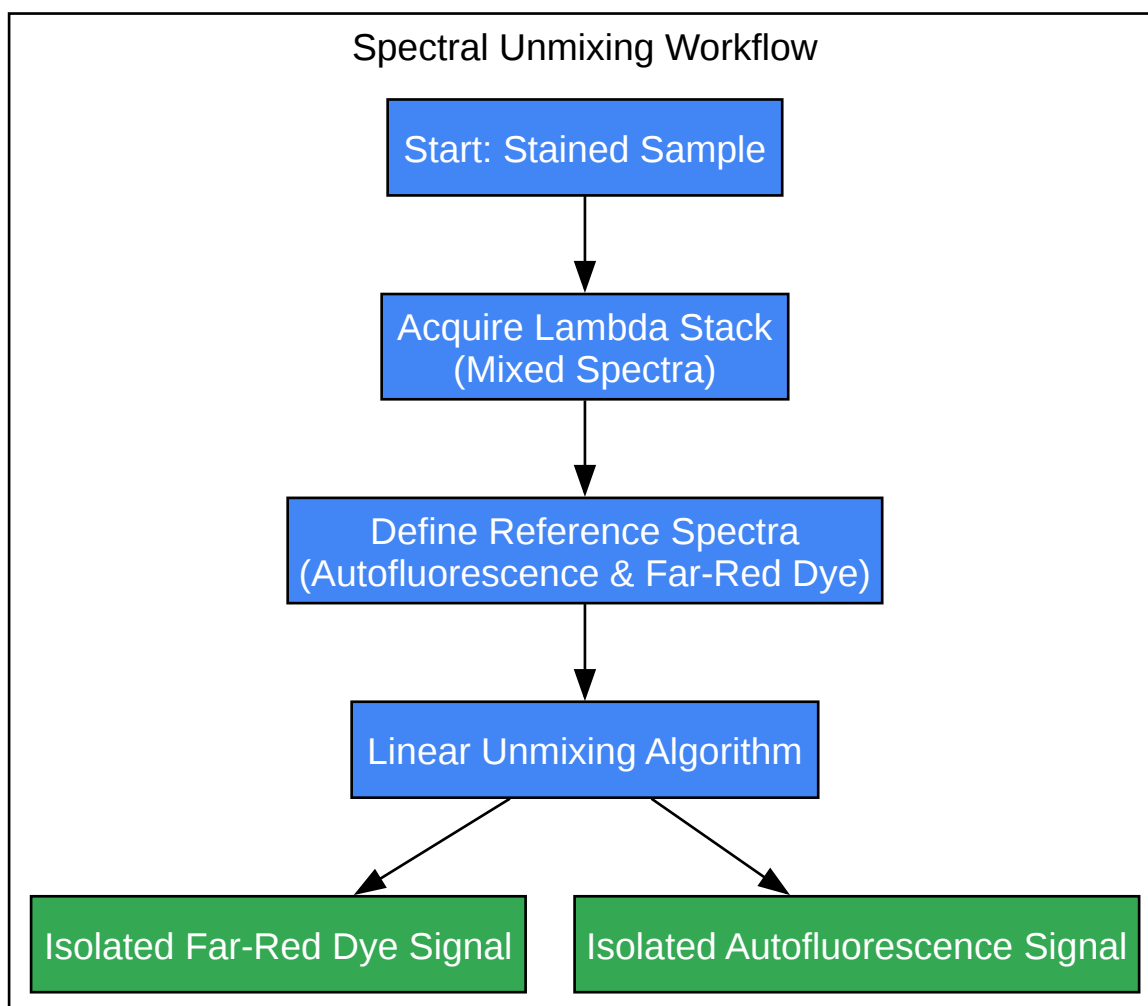 Spectral Unmixing Workflow
Start: Stained Sample
Acquire Lambda Stack
(Mixed Spectra)
Define Reference Spectra
(Autofluorescence & Far-Red Dye)
Linear Unmixing Algorithm
Isolated Far-Red Dye Signal
Isolated Autofluorescence Signal